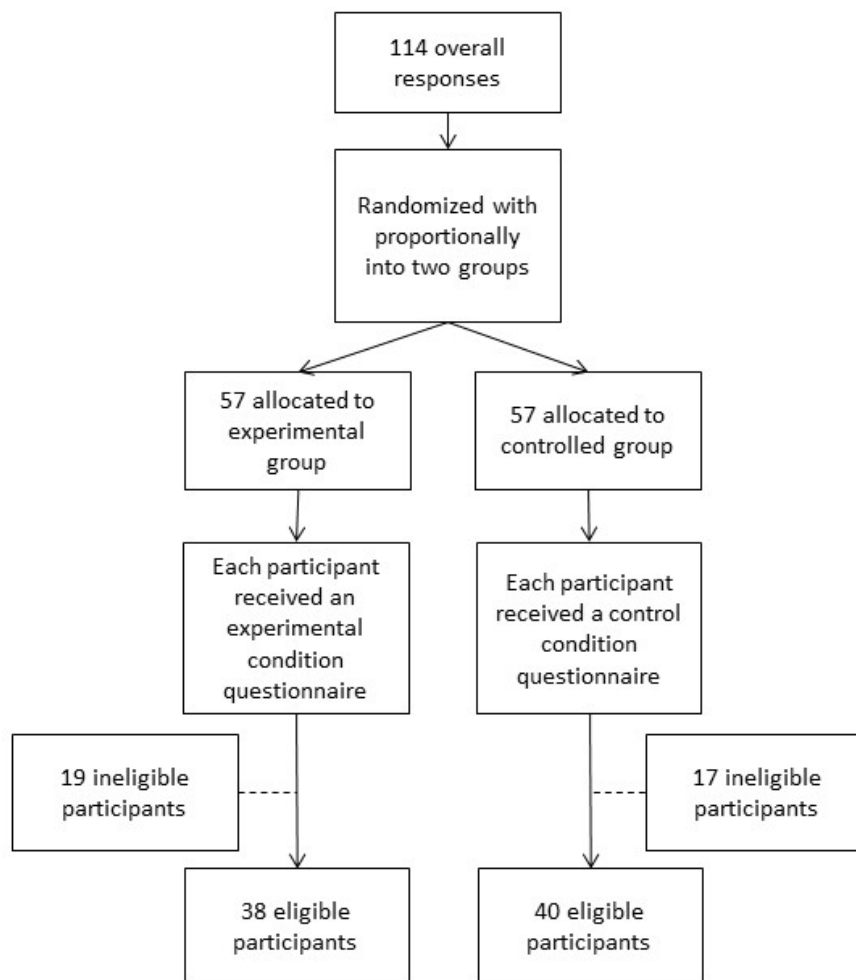 114 overall
responses
Randomized with
proportionally
into two groups
57 allocated to
experimental
group
57 allocated to
controlled group
Each participant
received an
experimental
condition
questionnaire
Each participant
received a control
condition
questionnaire
19 ineligible
participants
17 ineligible
participants
38 eligible
participants
40 eligible
participants